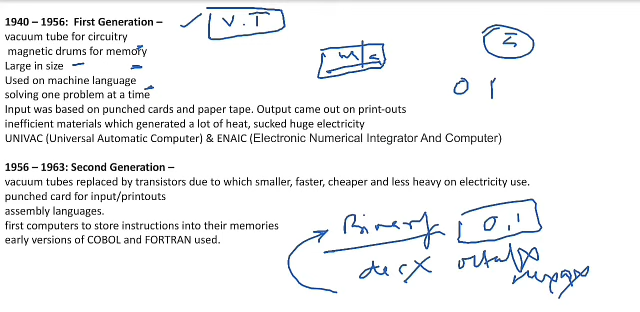 1940 – 1956: First Generation –
V.T
vacuum tube for circuitry
magnetic drums for memory
Large in size
Used on machine language
solving one problem at a time
0 1
Input was based on punched cards and paper tape. Output came out on print-outs
inefficient materials which generated a lot of heat, sucked huge electricity
UNIVAC (Universal Automatic Computer) & ENAIC (Electronic Numerical Integrator And Computer)
1956 – 1963: Second Generation –
vacuum tubes replaced by transistors due to which smaller, faster, cheaper and less heavy on electricity use.
punched card for input/printouts
assembly languages.
first computers to store instructions into their memories
early versions of COBOL and FORTRAN used.
Binary 0,1
dec X octal X